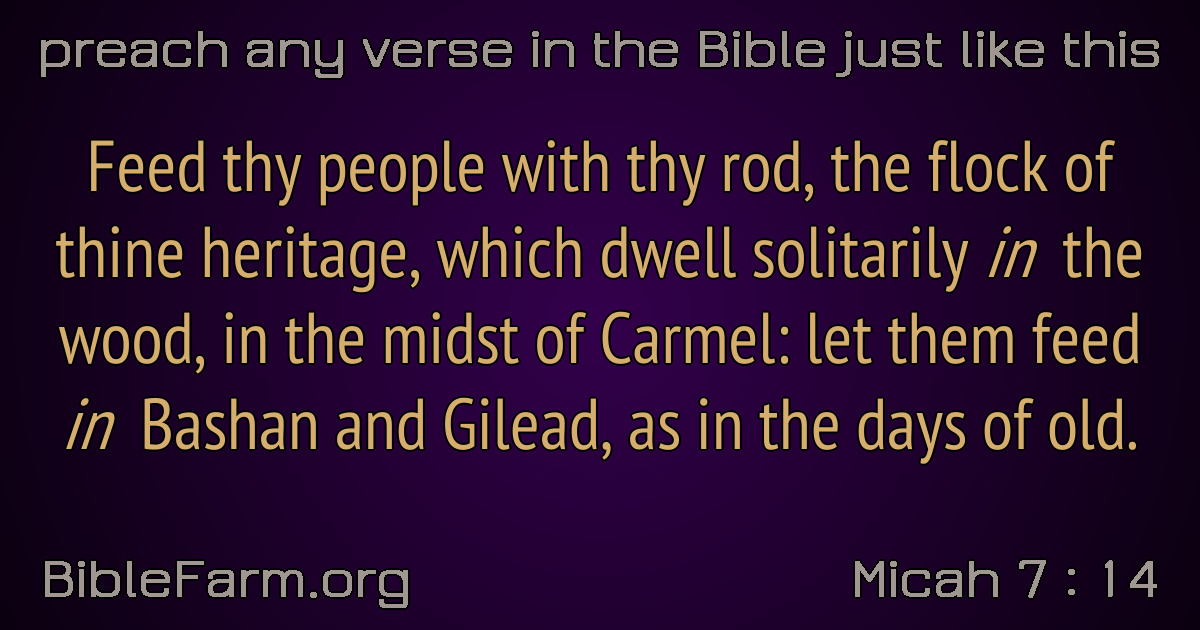 preach any verse in the Bible just like this
Feed thy people with thy rod, the flock of
thine heritage, which dwell solitarily in the
wood, in the midst of Carmel: let them feed
in Bashan and Gilead, as in the days of old.
BibleFarm.org
Micah 7 : 14